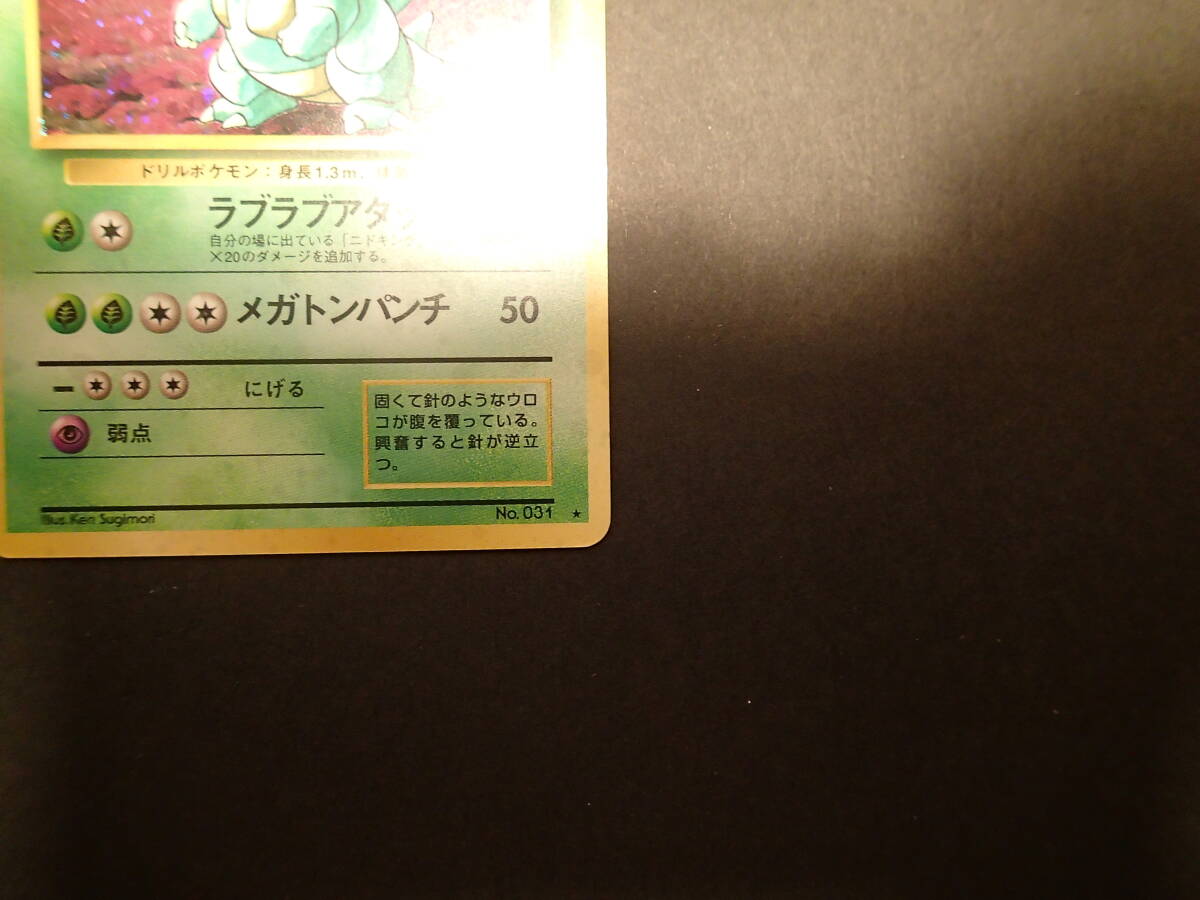 ドリルポケモン：身長1.3m、
ラブラブアタッ
自分の場に出ている「ニドキング
×20のダメージを追加する。
メガトンパンチ 50
にげる
弱点
固くて針のようなウロ
コが腹を覆っている。
興奮すると針が逆立
つ。
Illus. Ken Sugimori
No. 031 ★